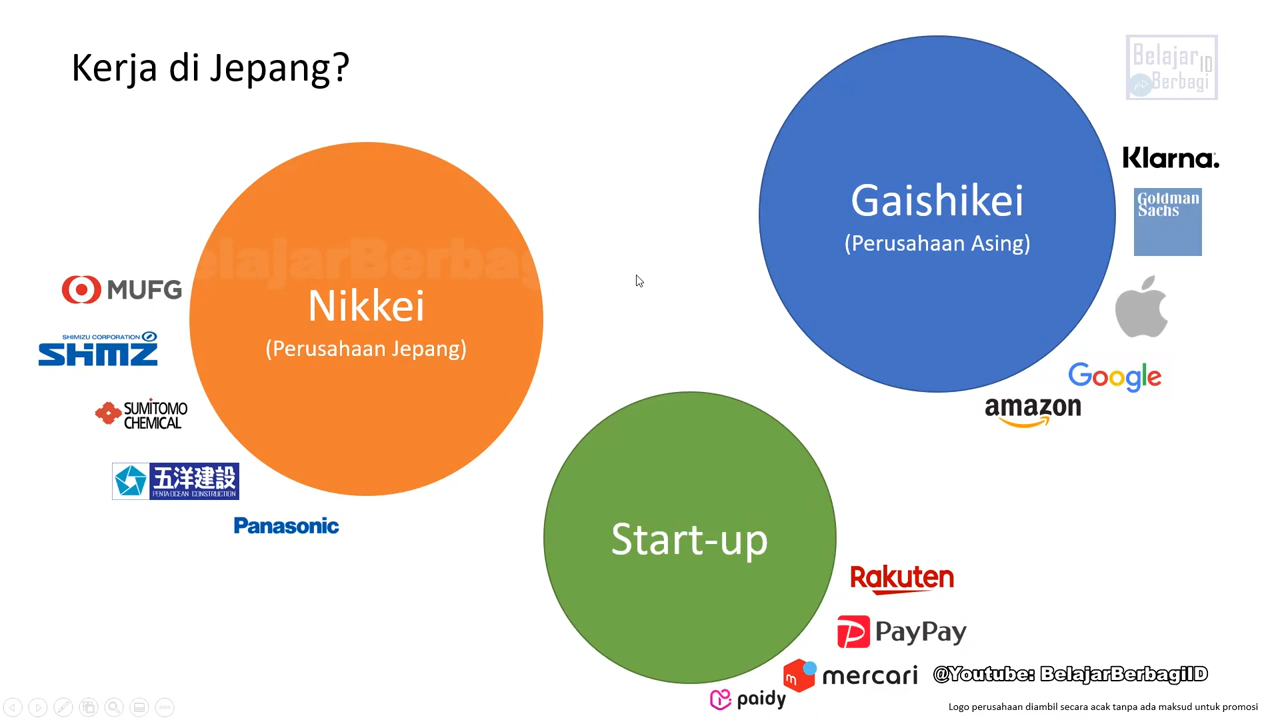 Kerja di Jepang?
Belajar
ID
Berbagi
Klarna.
Goldman
Sachs
Gaishikei
(Perusahaan Asing)
BelajarBerbagi
Nikkei
(Perusahaan Jepang)
MUFG
SHIMIZU CORPORATION
SHMZ
SUMITOMO
CHEMICAL
五洋建設
PENTA-OCEAN CONSTRUCTION
Panasonic
Google
amazon
Start-up
Rakuten
PayPay
mercari
paidy
@Youtube: BelajarBerbagiID
Logo perusahaan diambil secara acak tanpa ada maksud untuk promosi